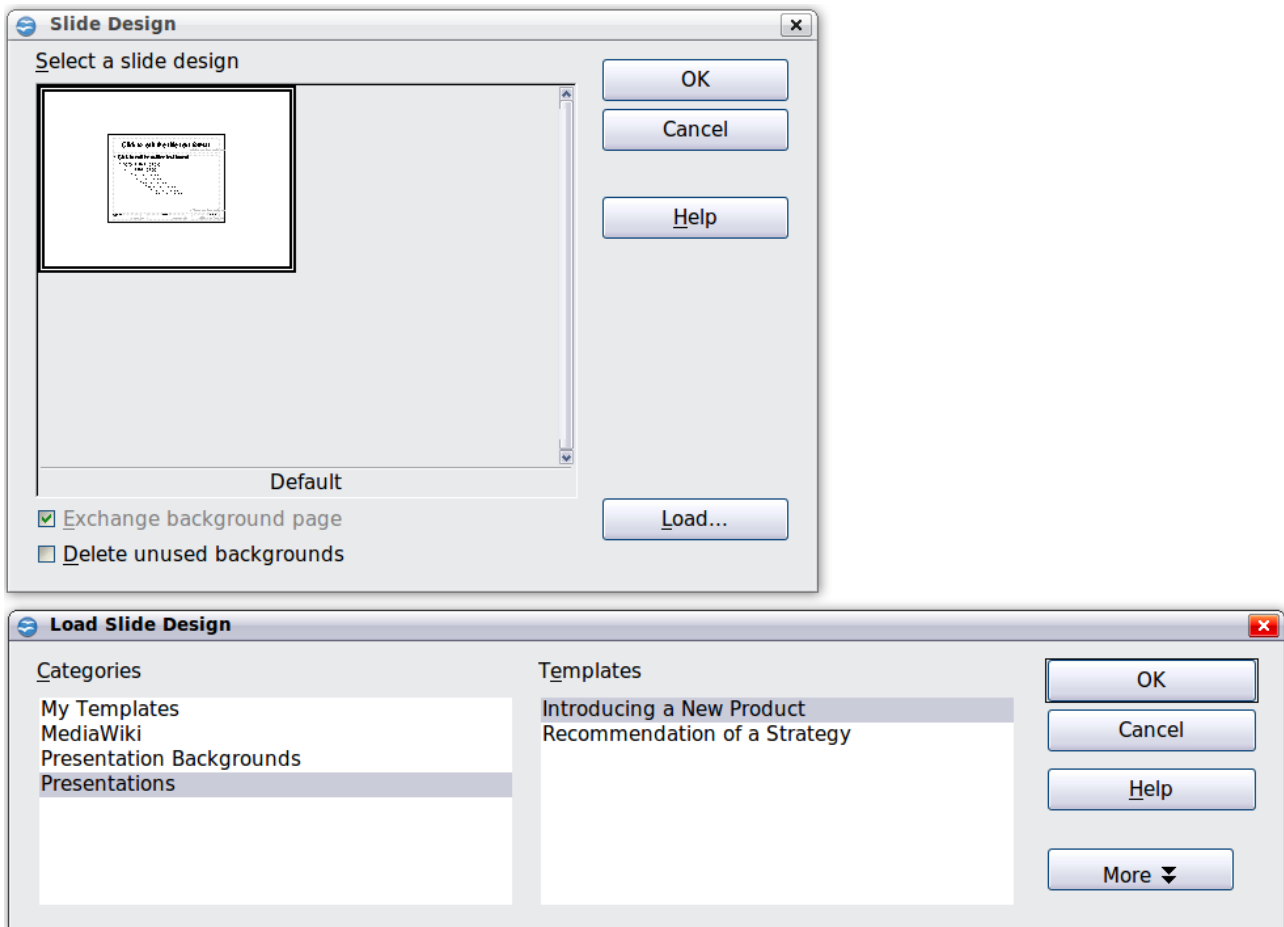 Slide Design
Select a slide design
OK
Cancel
Help
Default
Exchange background page
Load...
Delete unused backgrounds
Load Slide Design
Categories
Templates
My Templates
MediaWiki
Presentation Backgrounds
Presentations
Introducing a New Product
Recommendation of a Strategy
OK
Cancel
Help
More